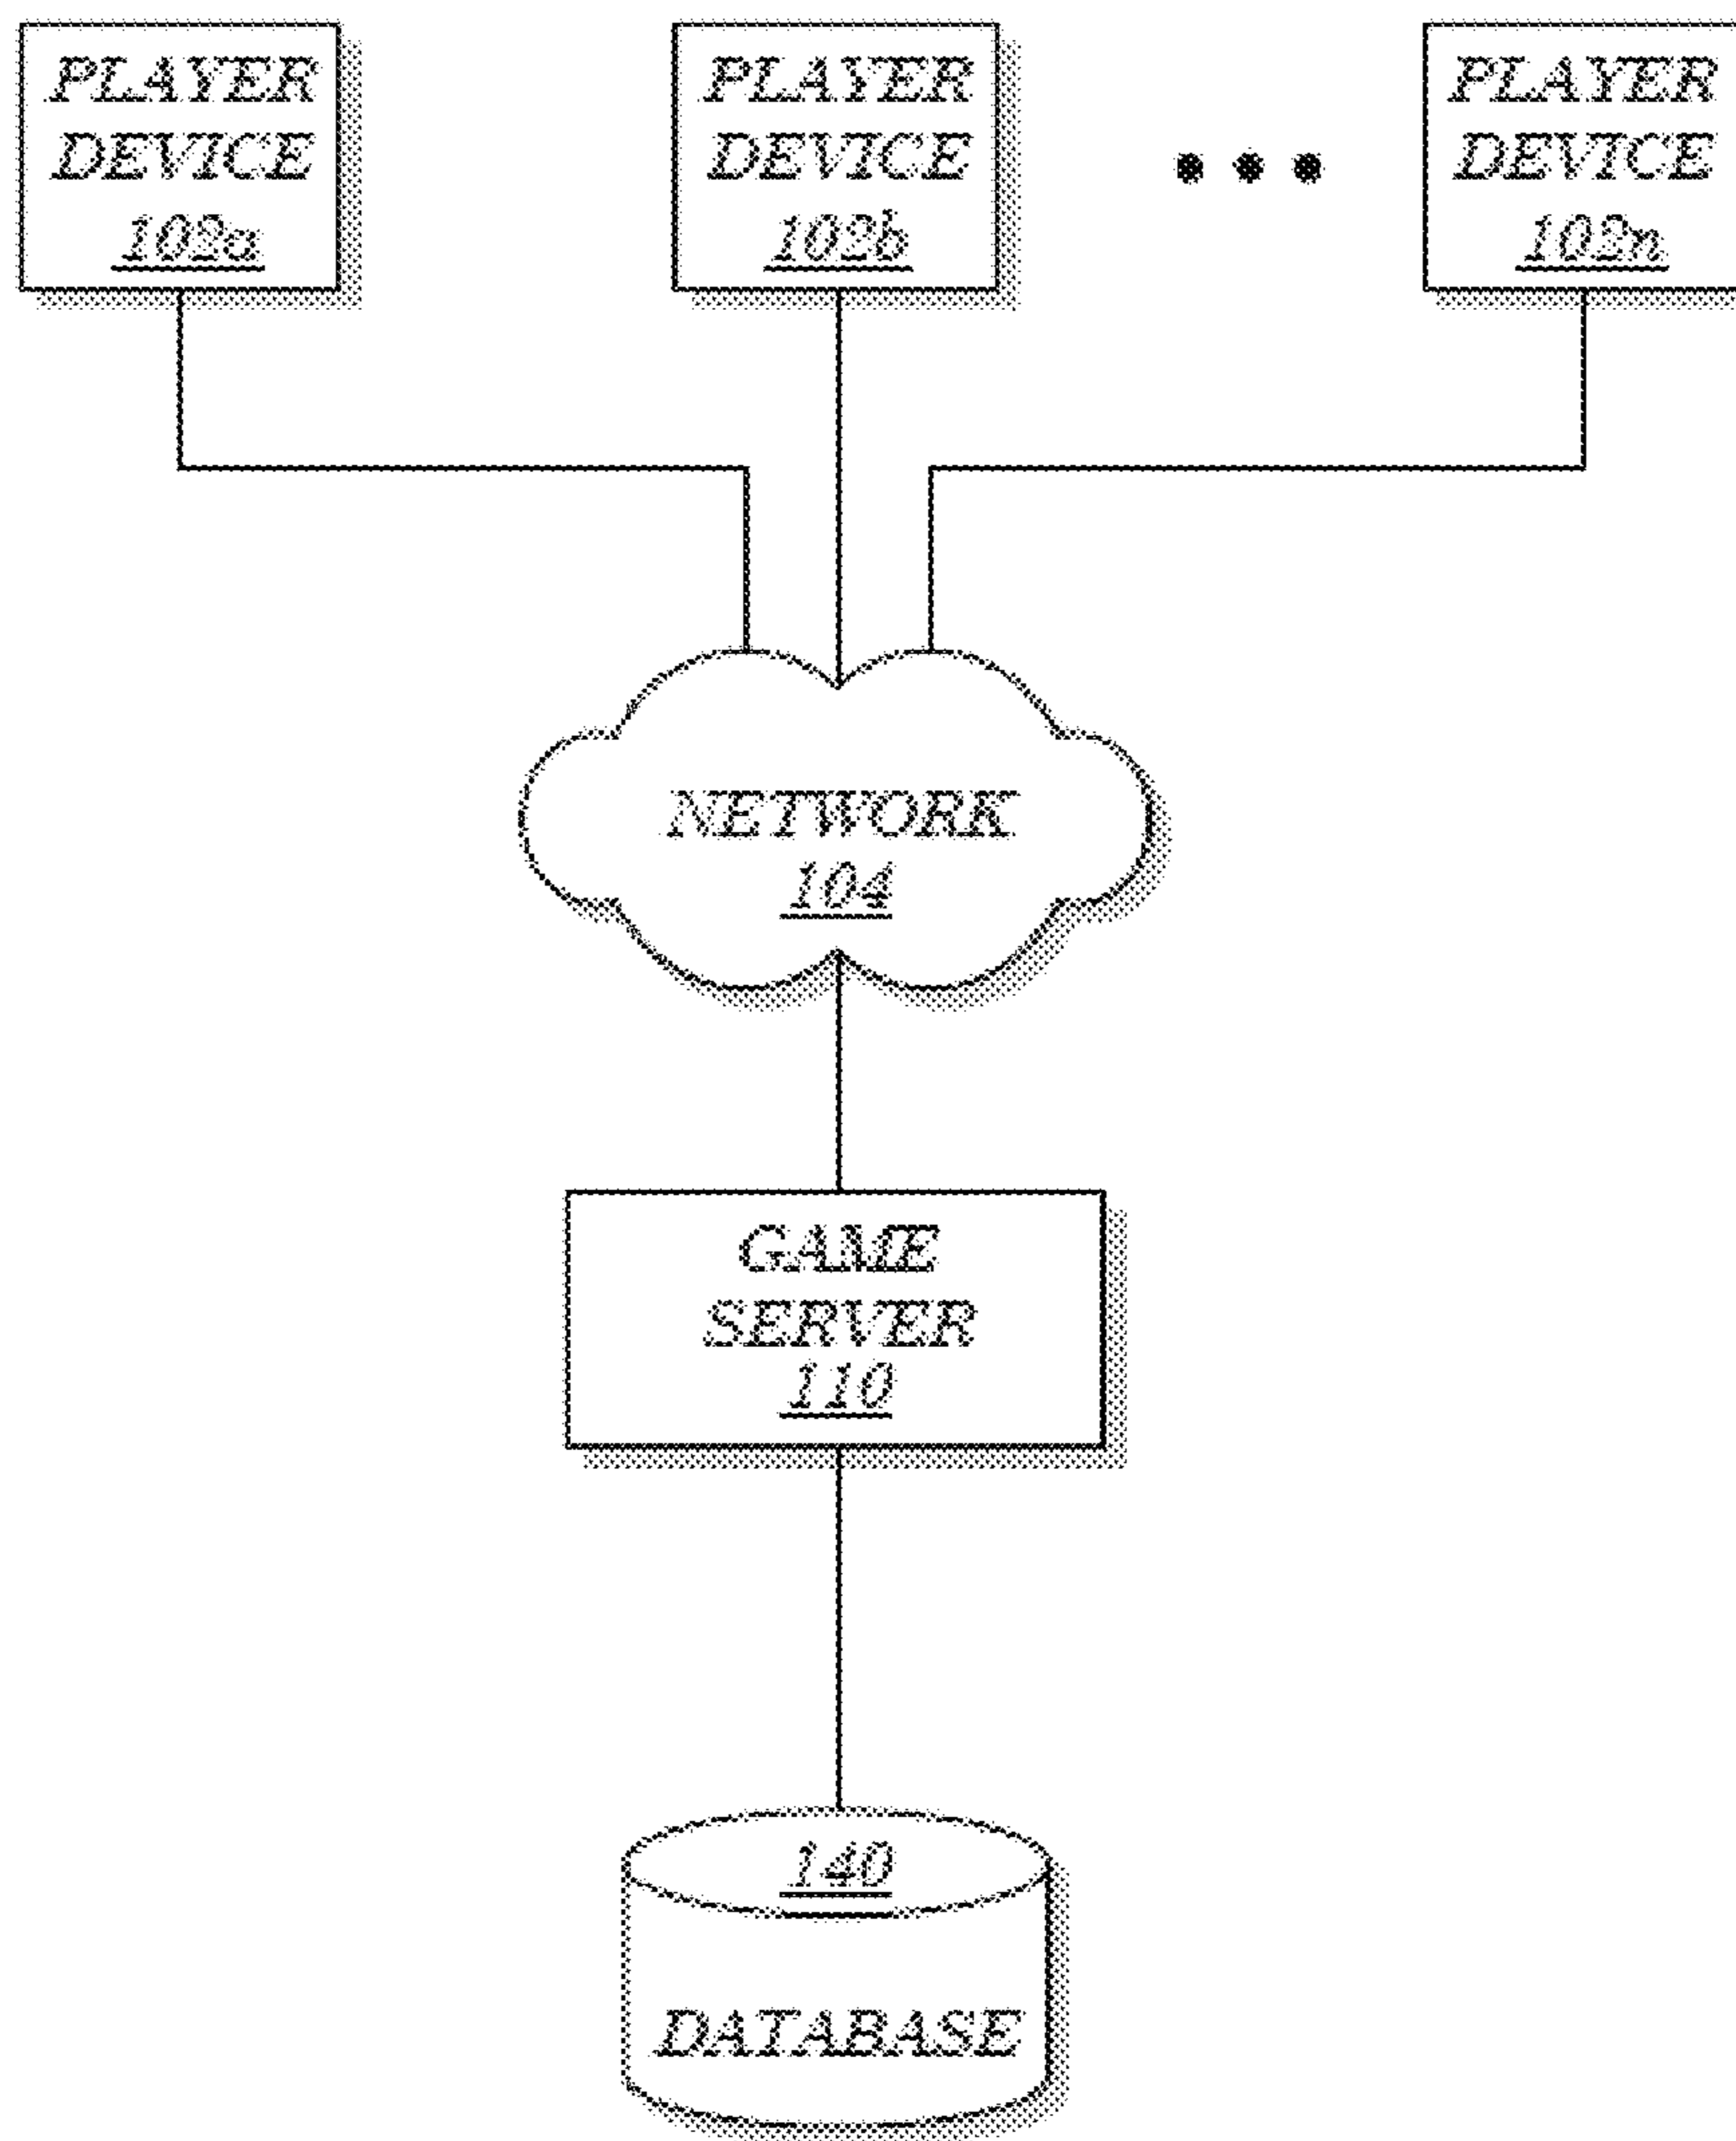 PLAYER
DEVICE
102a
PLAYER
DEVICE
102b
PLAYER
DEVICE
102n
NETWORK
104
GAME
SERVER
110
140
DATABASE